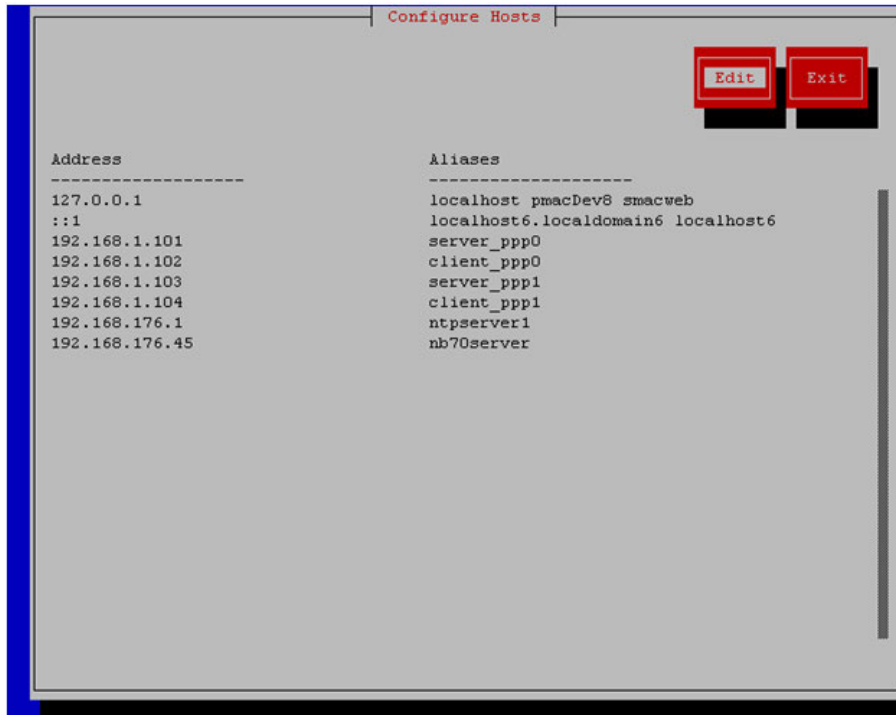 Configure Hosts
Edit Exit
Address Aliases
------------------- --------------------
127.0.0.1 localhost pmacDev8 smacweb
::1 localhost6.localdomain6 localhost6
192.168.1.101 server_ppp0
192.168.1.102 client_ppp0
192.168.1.103 server_ppp1
192.168.1.104 client_ppp1
192.168.176.1 ntpserver1
192.168.176.45 nb70server